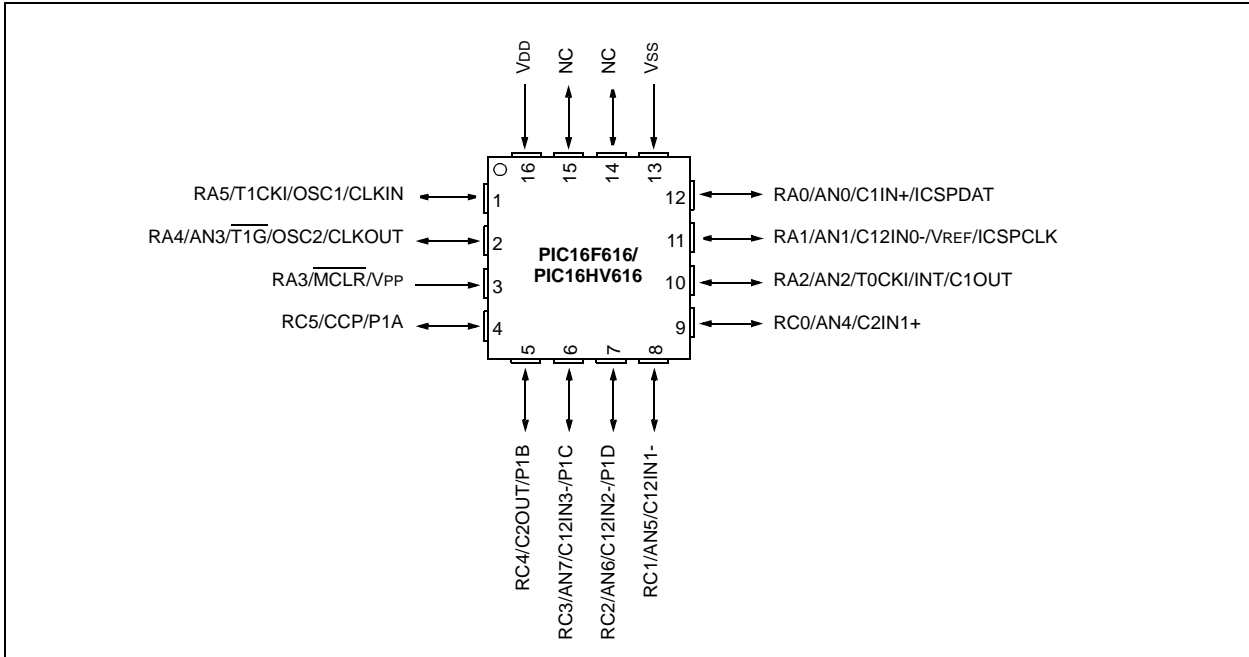 VDD
NC
NC
VSS
16
15
14
13
RA5/T1CKI/OSC1/CLKIN
1
12
RA0/AN0/C1IN+/ICSPDAT
RA4/AN3/T1G/OSC2/CLKOUT
2
11
RA1/AN1/C12IN0-/VREF/ICSPCLK
PIC16F616/
PIC16HV616
RA3/MCLR/VPP
3
10
RA2/AN2/T0CKI/INT/C1OUT
RC5/CCP/P1A
4
9
RC0/AN4/C2IN1+
5
6
7
8
RC4/C2OUT/P1B
RC3/AN7/C12IN3-/P1C
RC2/AN6/C12IN2-/P1D
RC1/AN5/C12IN1-